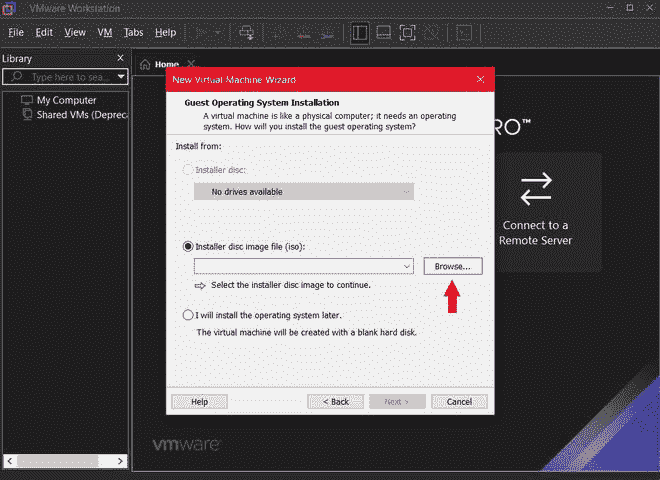 VMware Workstation
File Edit View VM Tabs Help
Library
Type here to sea...
My Computer
Shared VMs (Deprec
Home
New Virtual Machine Wizard
Guest Operating System Installation
A virtual machine is like a physical computer; it needs an operating
system. How will you install the guest operating system?
Install from:
Installer disc:
No drives available
Installer disc image file (iso):
Browse...
Select the installer disc image to continue.
I will install the operating system later.
The virtual machine will be created with a blank hard disk.
Help
< Back
Next >
Cancel
RO™
Connect to a
Remote Server
vmware